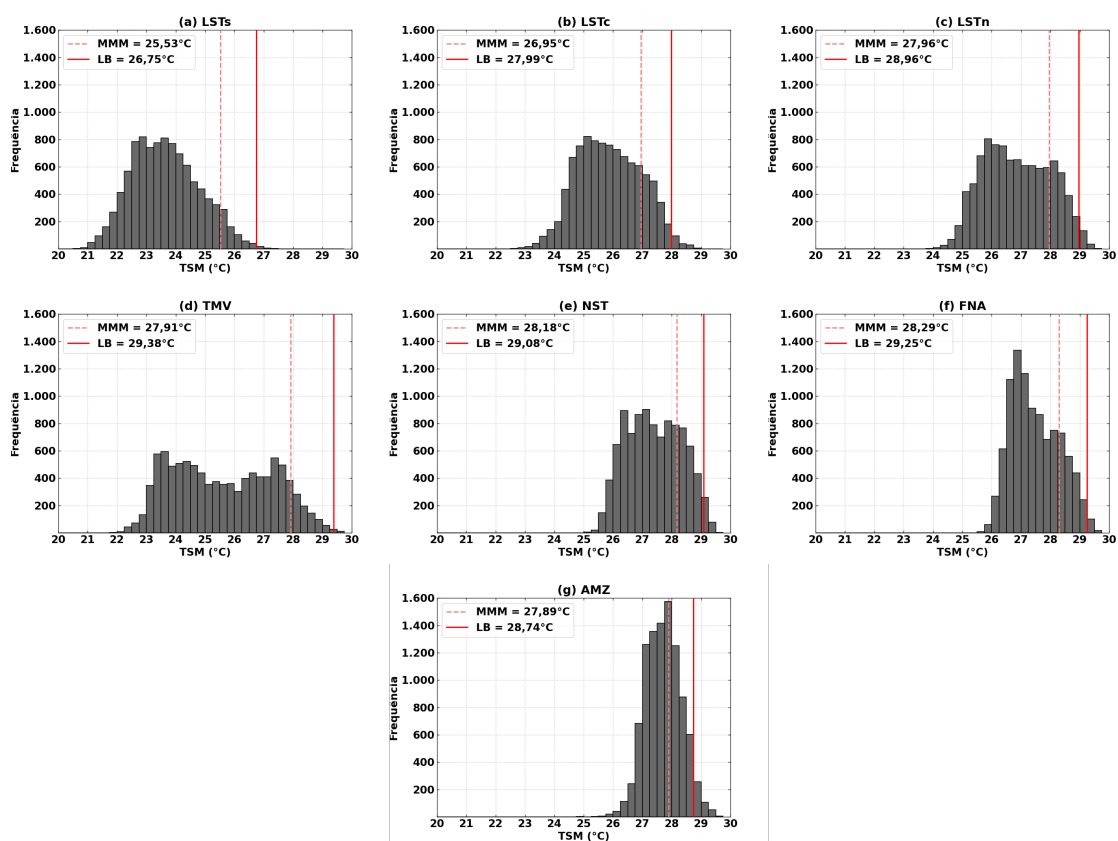 (a) LSTs
1.600
MMM = 25,53°C
LB = 26,75°C
1.400
1.200
1.000
800
600
400
200
Frequência
20 21 22 23 24 25 26 27 28 29 30
TSM (°C)
(b) LSTc
1.600
MMM = 26,95°C
LB = 27,99°C
1.400
1.200
1.000
800
600
400
200
Frequência
20 21 22 23 24 25 26 27 28 29 30
TSM (°C)
(c) LSTn
1.600
MMM = 27,96°C
LB = 28,96°C
1.400
1.200
1.000
800
600
400
200
Frequência
20 21 22 23 24 25 26 27 28 29 30
TSM (°C)
(d) TMV
1.600
MMM = 27,91°C
LB = 29,38°C
1.400
1.200
1.000
800
600
400
200
Frequência
20 21 22 23 24 25 26 27 28 29 30
TSM (°C)
(e) NST
1.600
MMM = 28,18°C
LB = 29,08°C
1.400
1.200
1.000
800
600
400
200
Frequência
20 21 22 23 24 25 26 27 28 29 30
TSM (°C)
(f) FNA
1.600
MMM = 28,29°C
LB = 29,25°C
1.400
1.200
1.000
800
600
400
200
Frequência
20 21 22 23 24 25 26 27 28 29 30
TSM (°C)
(g) AMZ
1.600
MMM = 27,89°C
LB = 28,74°C
1.400
1.200
1.000
800
600
400
200
Frequência
20 21 22 23 24 25 26 27 28 29 30
TSM (°C)